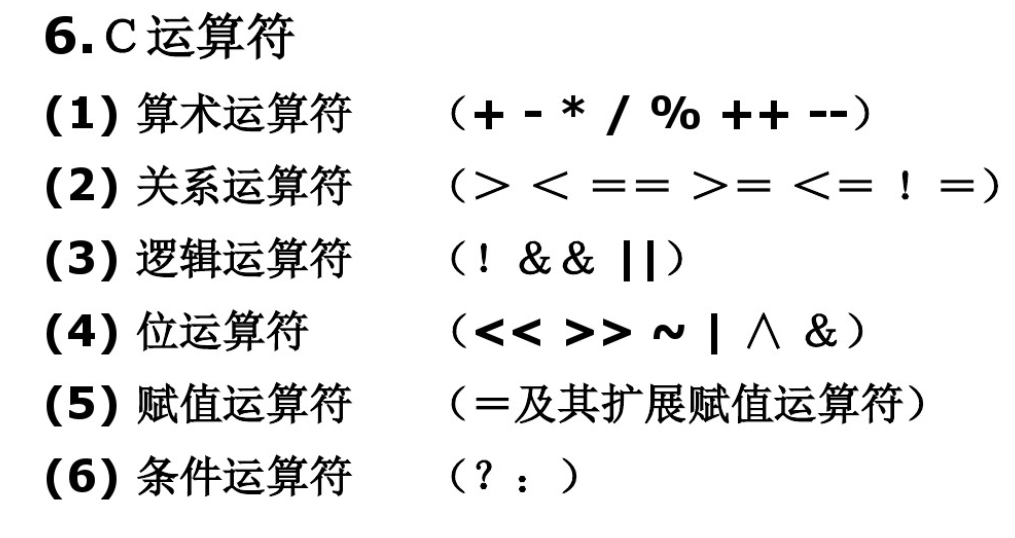 6. C 运算符
(1) 算术运算符 （+ - * / % ++ --）
(2) 关系运算符 （> < == >= <= ! =）
(3) 逻辑运算符 （! && ||）
(4) 位运算符 （<< >> ~ | ∧ &）
(5) 赋值运算符 （=及其扩展赋值运算符）
(6) 条件运算符 （? : ）